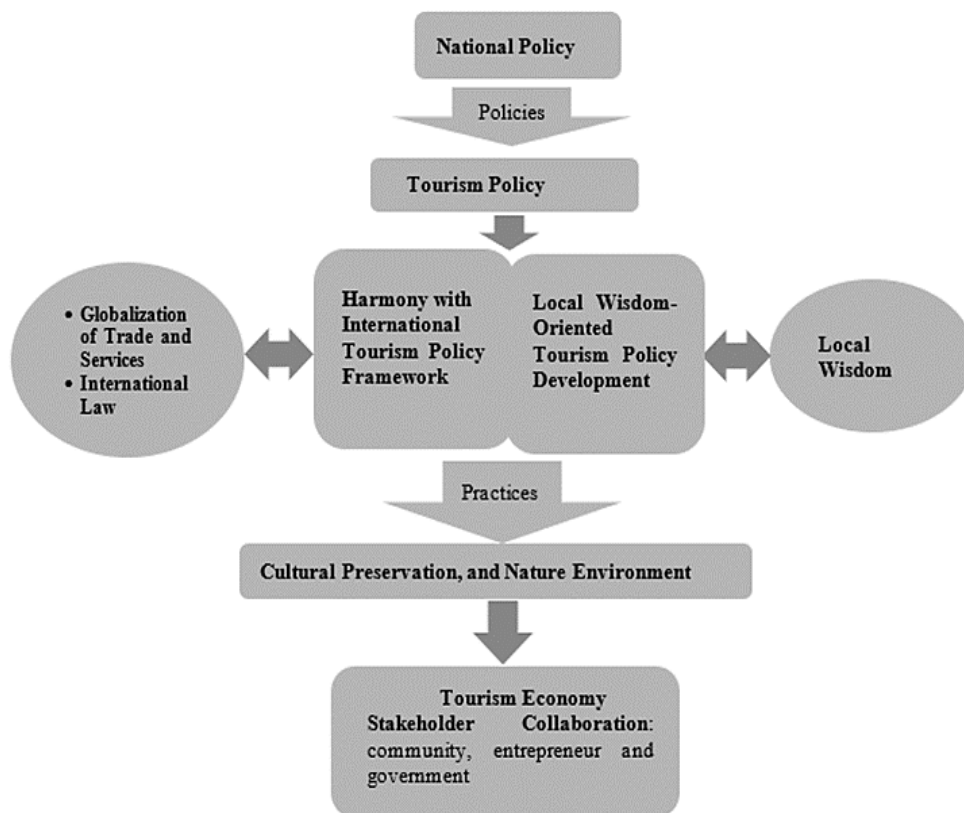 National Policy
Policies
Tourism Policy
• Globalization
of Trade and
Services
• International
Law
Harmony with
International
Tourism Policy
Framework
Local Wisdom-
Oriented
Tourism Policy
Development
Local
Wisdom
Practices
Cultural Preservation, and Nature Environment
Tourism Economy
Stakeholder Collaboration:
community, entrepreneur and
government